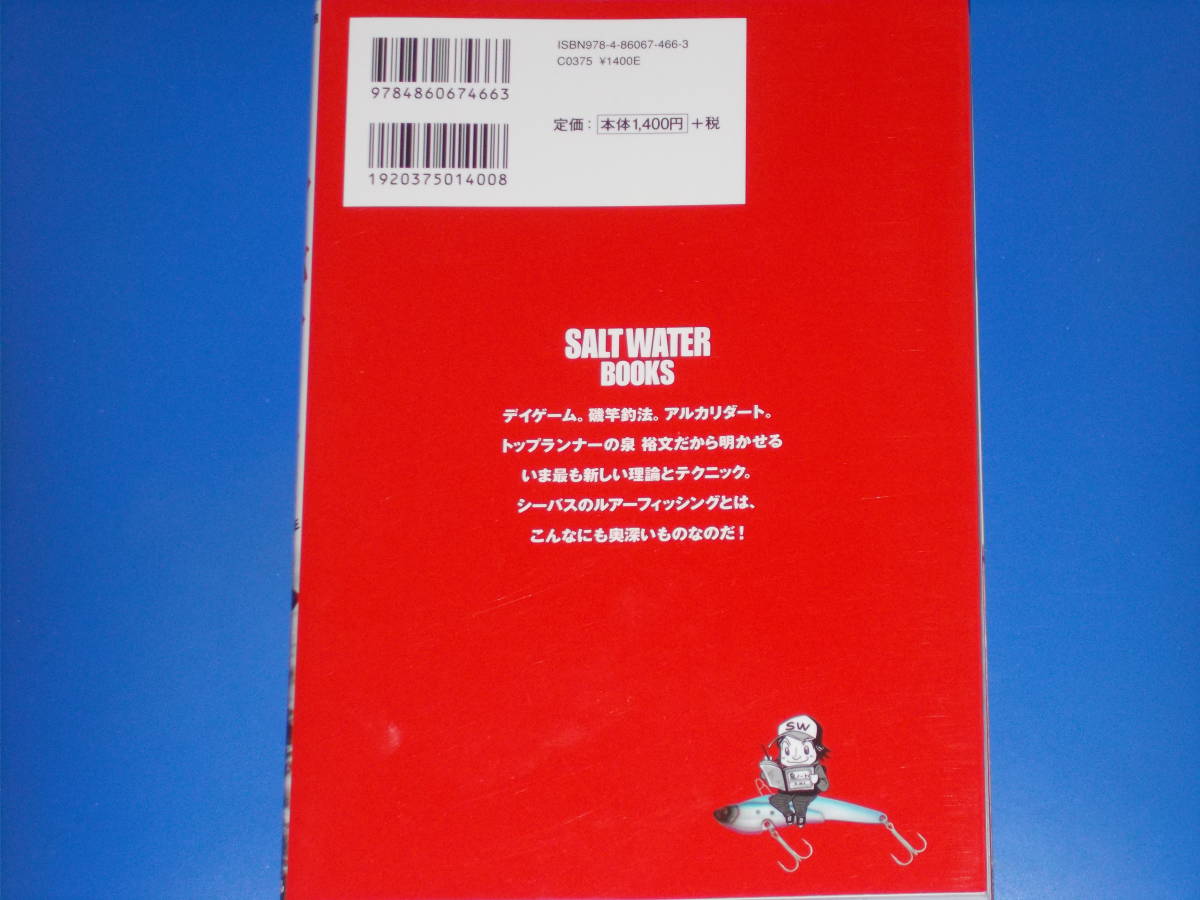 ISBN978-4-86067-466-3
C0375 ¥1400E
9784860674663
定価：本体1,400円+税
1920375014008
SALT WATER
BOOKS
デイゲーム。磯竿釣法。アルカリダート。
トップランナーの泉 裕文だから明かせる
いま最も新しい理論とテクニック。
シーバスのルアーフィッシングとは、
こんなにも奥深いものなのだ！
SW